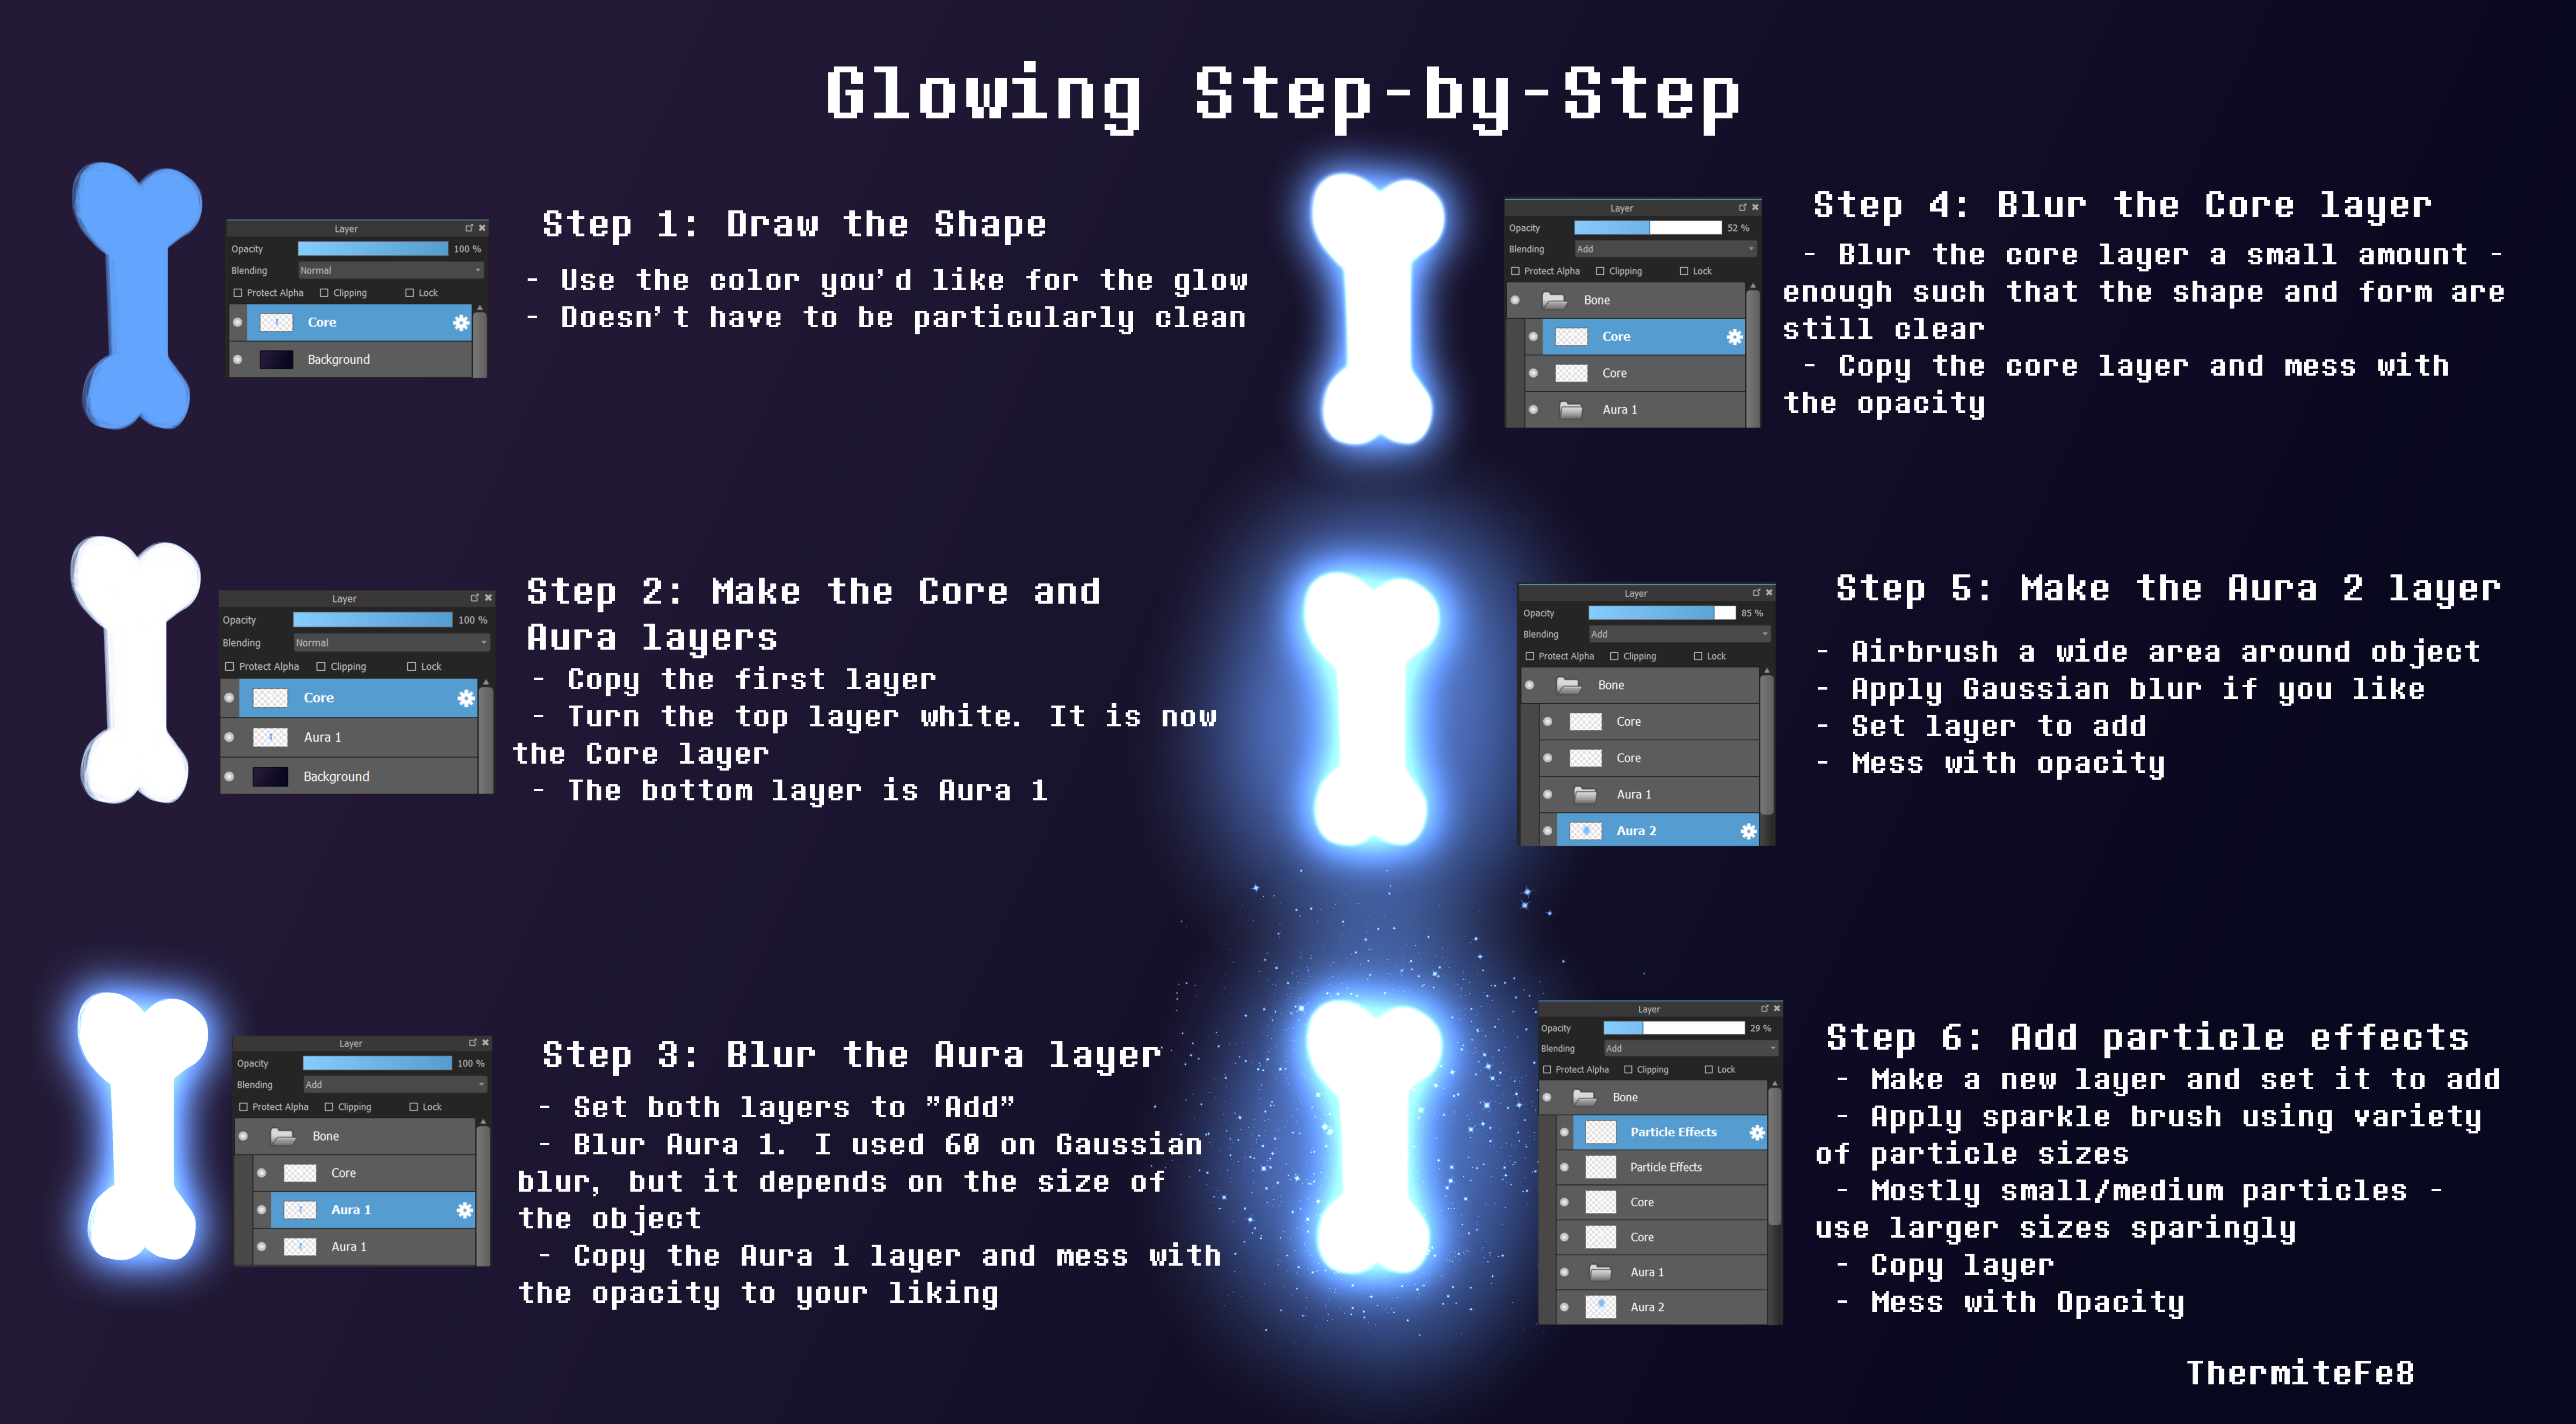 Glowing Step-by-Step
Layer
Opacity 100 %
Blending Normal
Protect Alpha Clipping Lock
Core
Background
Step 1: Draw the Shape
- Use the color you'd like for the glow
- Doesn't have to be particularly clean
Layer
Opacity 100 %
Blending Normal
Protect Alpha Clipping Lock
Core
Aura 1
Background
Step 2: Make the Core and
Aura layers
- Copy the first layer
- Turn the top layer white. It is now
the Core layer
- The bottom layer is Aura 1
Layer
Opacity 100 %
Blending Add
Protect Alpha Clipping Lock
Bone
Core
Aura 1
Aura 1
Step 3: Blur the Aura layer
- Set both layers to "Add"
- Blur Aura 1. I used 60 on Gaussian
blur, but it depends on the size of
the object
- Copy the Aura 1 layer and mess with
the opacity to your liking
Layer
Opacity 52 %
Blending Add
Protect Alpha Clipping Lock
Bone
Core
Core
Aura 1
Step 4: Blur the Core layer
- Blur the core layer a small amount -
enough such that the shape and form are
still clear
- Copy the core layer and mess with
the opacity
Layer
Opacity 85 %
Blending Add
Protect Alpha Clipping Lock
Bone
Core
Core
Aura 1
Aura 2
Step 5: Make the Aura 2 layer
- Airbrush a wide area around object
- Apply Gaussian blur if you like
- Set layer to add
- Mess with opacity
Layer
Opacity 29 %
Blending Add
Protect Alpha Clipping Lock
Bone
Particle Effects
Particle Effects
Core
Core
Aura 1
Aura 2
Step 6: Add particle effects
- Make a new layer and set it to add
- Apply sparkle brush using variety
of particle sizes
- Mostly small/medium particles -
use larger sizes sparingly
- Copy layer
- Mess with Opacity
ThermiteFe8